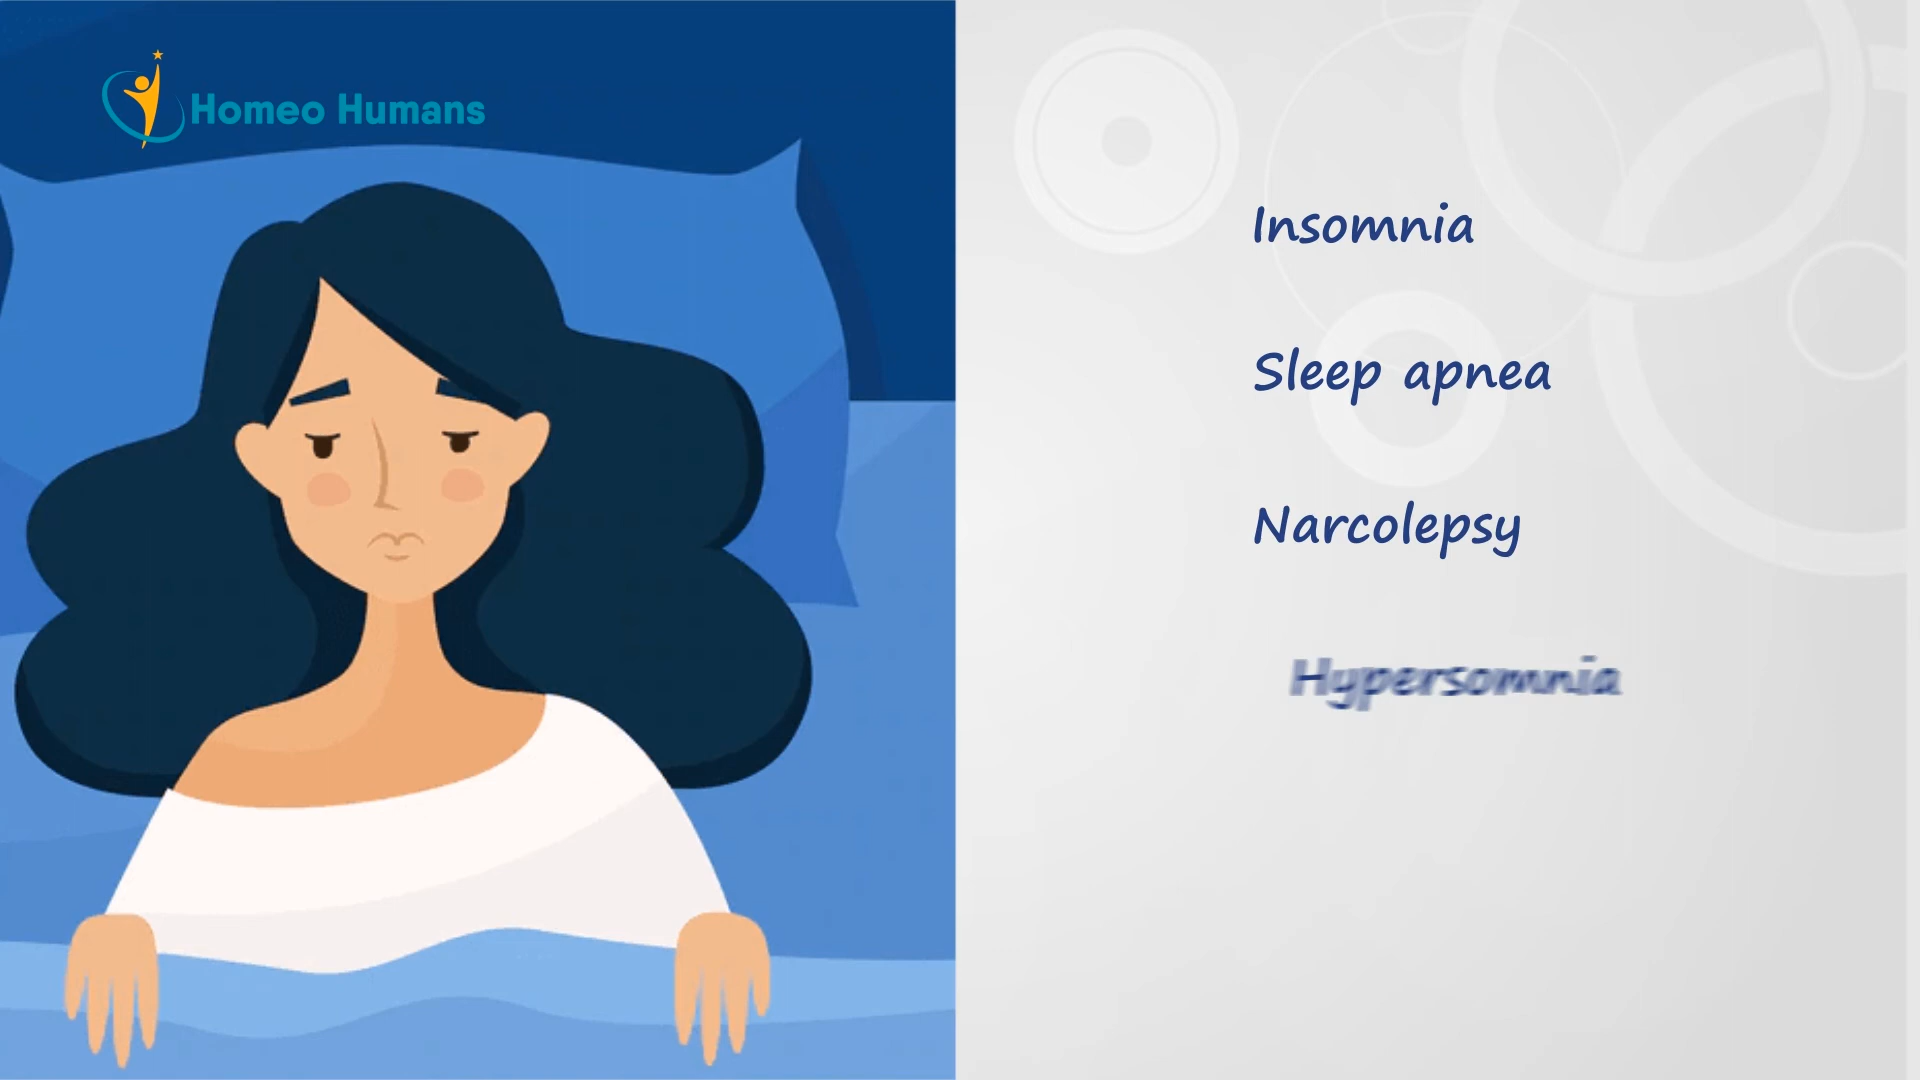 Homeo Humans
Insomnia
Sleep apnea
Narcolepsy
Hypersomnia